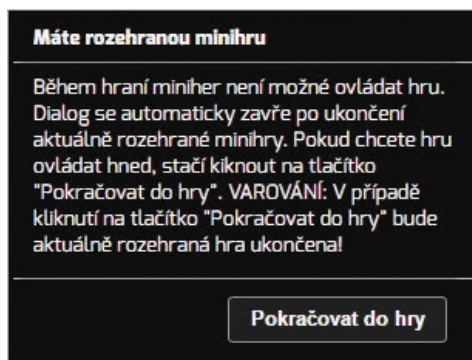 Máte rozehranou minihru
Během hraní miniher není možné ovládat hru.
Dialog se automaticky zavře po ukončení
aktuálně rozehrané minihry. Pokud chcete hru
ovládat hned, stačí kiknout na tlačítko
"Pokračovat do hry". VAROVÁNÍ: V případě
kliknutí na tlačítko "Pokračovat do hry" bude
aktuálně rozehraná hra ukončena!
Pokračovat do hry